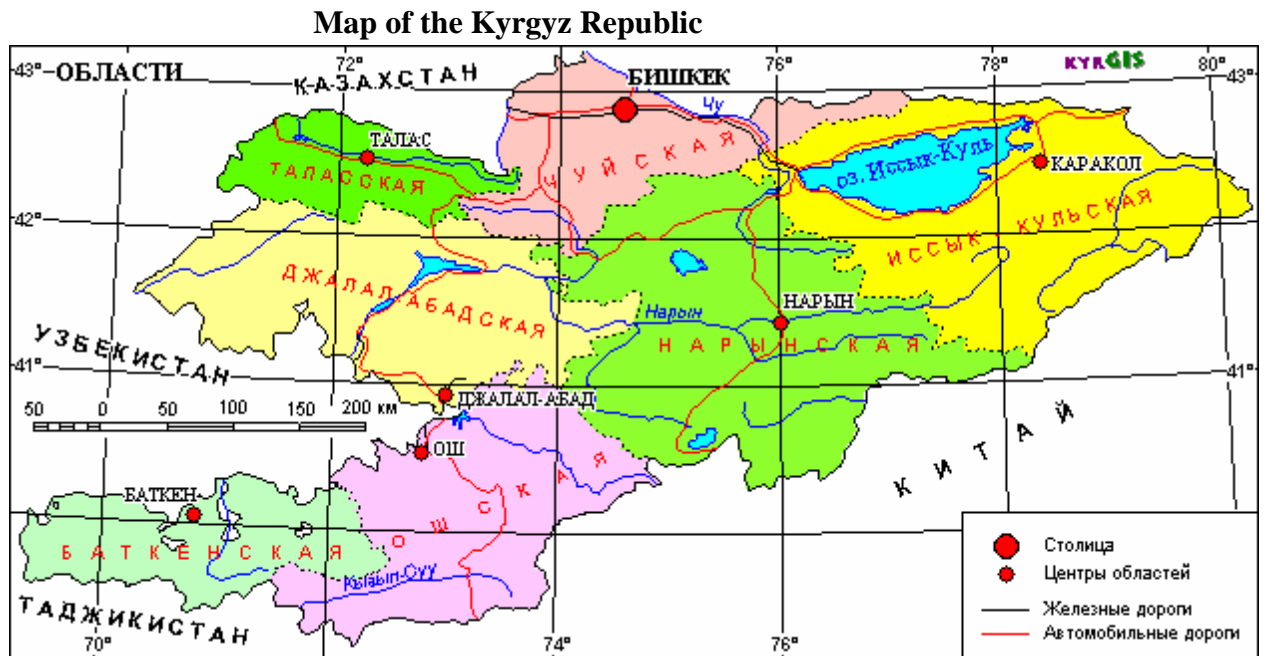 Map of the Kyrgyz Republic
43° ОБЛАСТИ 72° 76° 78° KYRGIS 80° 43°
КАЗАХСТАН
БИШКЕК
Чу
ТАЛАС
ТАЛАССКАЯ
ЧУЙСКАЯ
оз. Иссык-Куль
КАРАКОЛ
42° 42°
ИССЫК-КУЛЬСКАЯ
ДЖАЛАЛ-АБАДСКАЯ
НАРЫН
Нарын
НАРЫНСКАЯ
УЗБЕКИСТАН
41° 41°
ДЖАЛАЛ-АБАД
50 0 50 100 150 200 км
КИТАЙ
ОШ
ОШСКАЯ
БАТКЕН
БАТКЕНСКАЯ
Кызыл-Суу
ТАДЖИКИСТАН
70° 74° 76°
Столица
Центры областей
Железные дороги
Автомобильные дороги